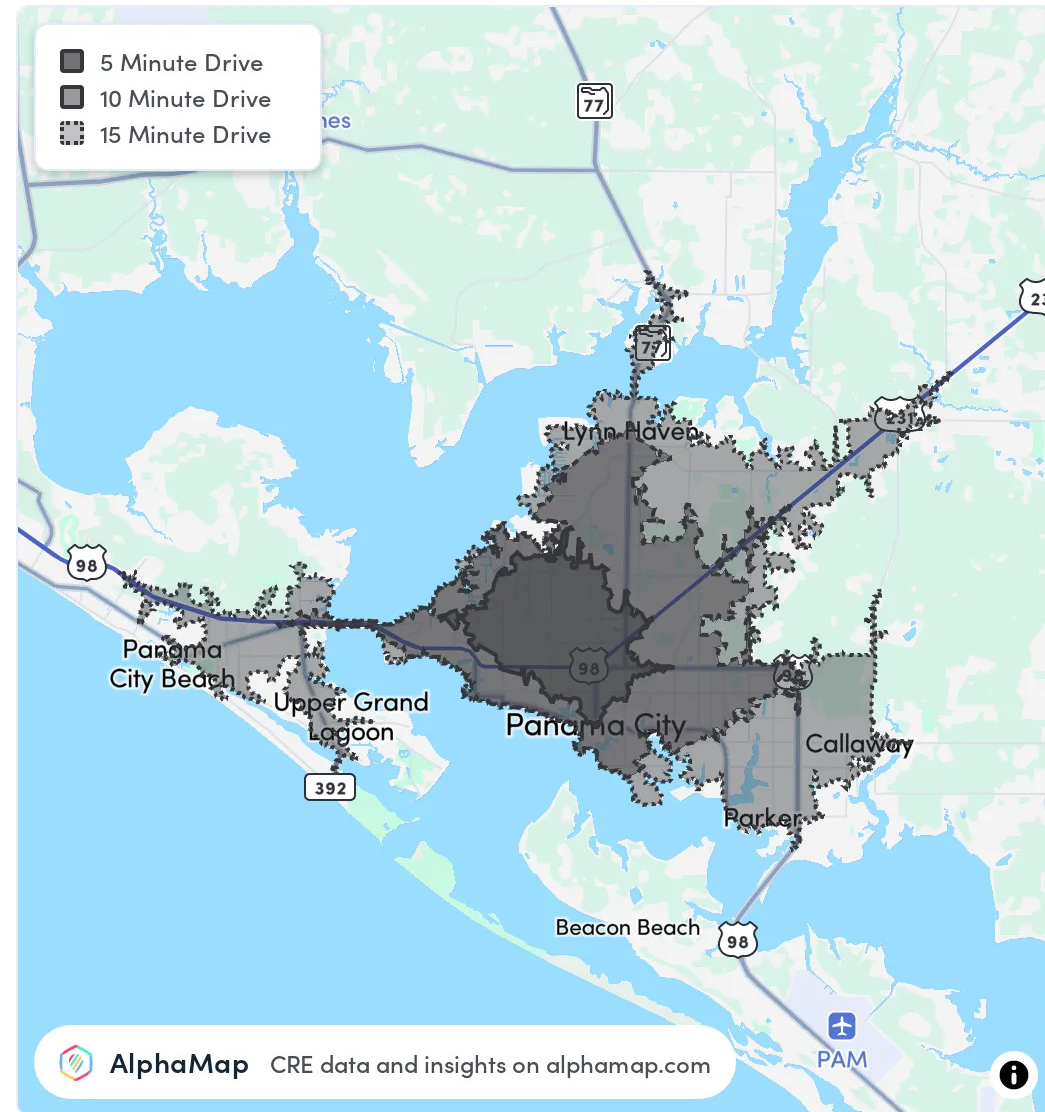 5 Minute Drive
10 Minute Drive
15 Minute Drive
77
nes
231
Lynn Haven
98
Panama
City Beach
98
98
Upper Grand
Lagoon
Panama City
Callaway
392
Parker
Beacon Beach
98
PAM
AlphaMap CRE data and insights on alphamap.com